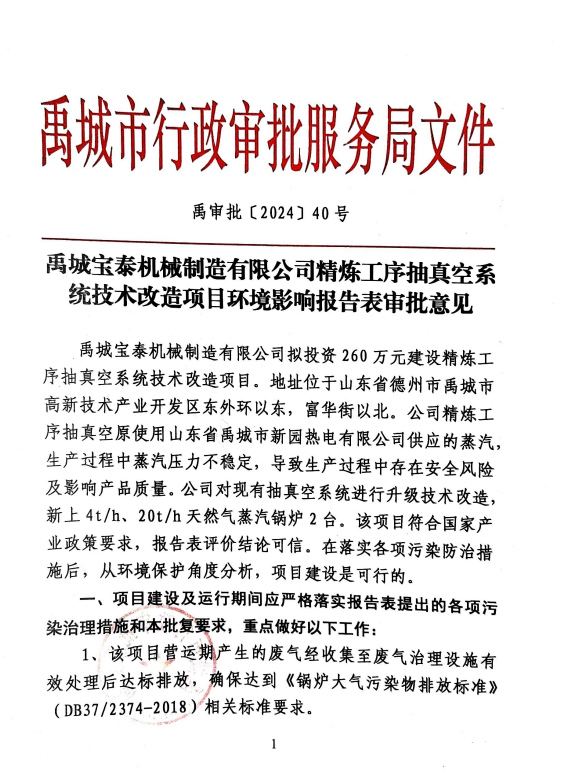 禹城市行政审批服务局文件
禹审批〔2024〕40号
禹城宝泰机械制造有限公司精炼工序抽真空系
统技术改造项目环境影响报告表审批意见
禹城宝泰机械制造有限公司拟投资260万元建设精炼工
序抽真空系统技术改造项目。地址位于山东省德州市禹城市
高新技术产业开发区东外环以东，富华街以北。公司精炼工
序抽真空原使用山东省禹城市新园热电有限公司供应的蒸汽，
生产过程中蒸汽压力不稳定，导致生产过程中存在安全风险
及影响产品质量。公司对现有抽真空系统进行升级技术改造，
新上4t/h、20t/h天然气蒸汽锅炉2台。该项目符合国家产
业政策要求，报告表评价结论可信。在落实各项污染防治措
施后，从环境保护角度分析，项目建设是可行的。
一、项目建设及运行期间应严格落实报告表提出的各项污
染治理措施和本批复要求，重点做好以下工作：
1、该项目营运期产生的废气经收集至废气治理设施有
效处理后达标排放，确保达到《锅炉大气污染物排放标准》
（DB37/2374-2018）相关标准要求。
1